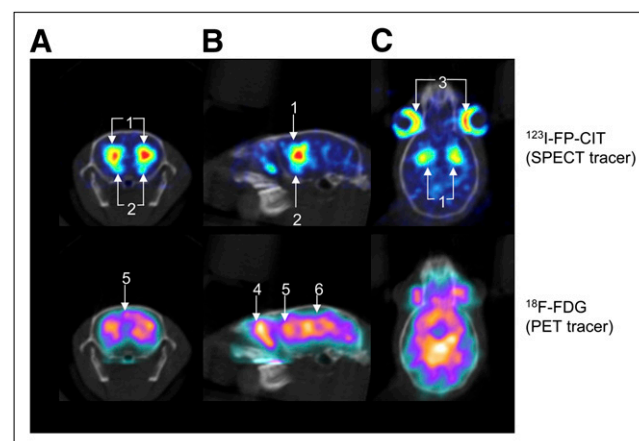 A B C
1
1
3
¹²³I-FP-CIT
(SPECT tracer)
2
2
1
5
4 5 6
¹⁸F-FDG
(PET tracer)